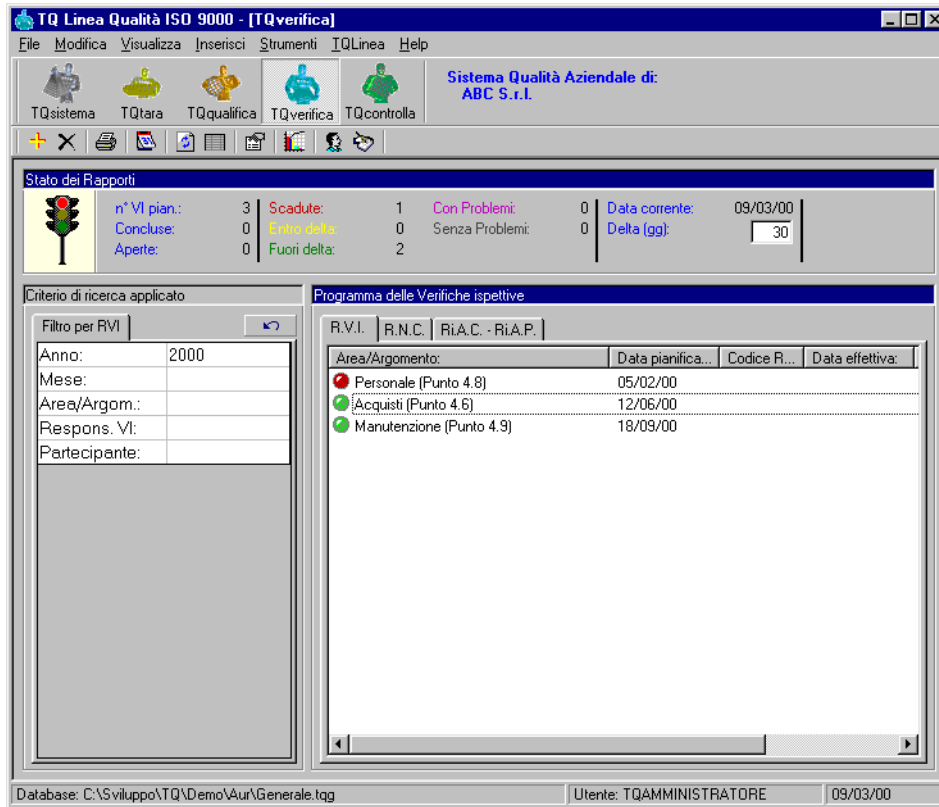 TQ Linea Qualità ISO 9000 - [TQverifica]
File Modifica Visualizza Inserisci Strumenti TQLinea Help
TQsistema TQtara TQqualifica TQverifica TQcontrolla
Sistema Qualità Aziendale di:
ABC S.r.l.
Stato dei Rapporti
n° VI pian.: 3 Scadute: 1 Con Problemi: 0 Data corrente: 09/03/00
Concluse: 0 Entro delta: 0 Senza Problemi: 0 Delta (gg): 30
Aperte: 0 Fuori delta: 2
Criterio di ricerca applicato
Filtro per RVI
Anno: 2000
Mese:
Area/Argom.:
Respons. VI:
Partecipante:
Programma delle Verifiche ispettive
R.V.I. R.N.C. Ri.A.C. - Ri.A.P.
Area/Argomento: Data pianifica... Codice R... Data effettiva:
Personale (Punto 4.8) 05/02/00
Acquisti (Punto 4.6) 12/06/00
Manutenzione (Punto 4.9) 18/09/00
Database: C:\Sviluppo\TQ\Demo\Aur\Generale.tqg Utente: TQAMMINISTRATORE 09/03/00